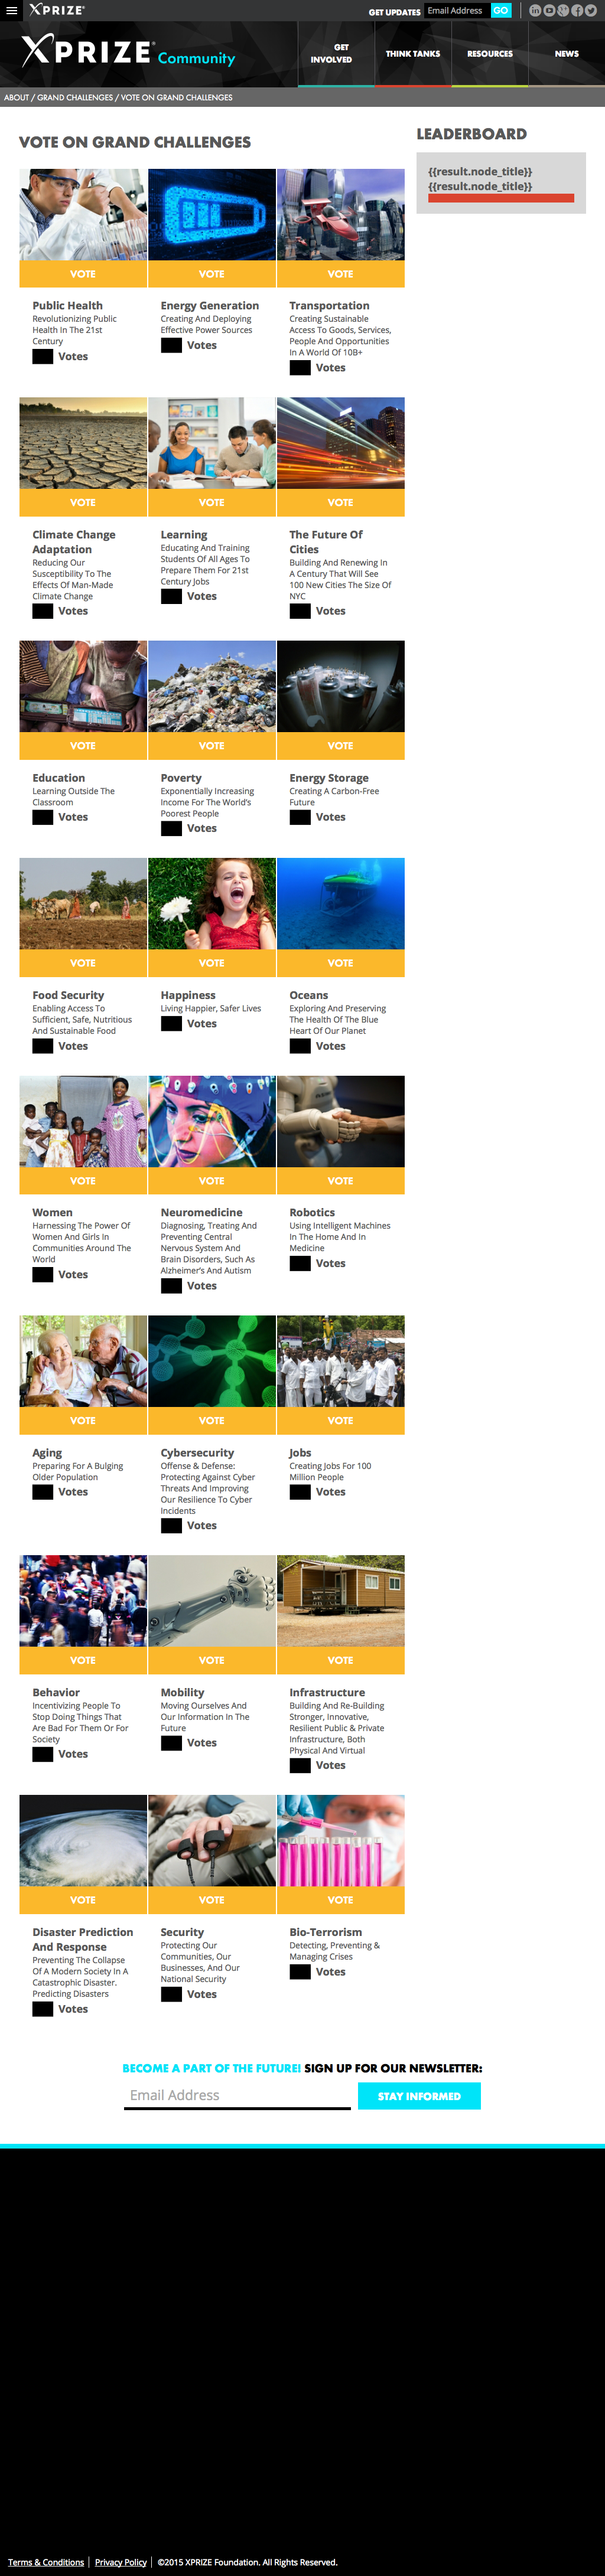 XPRIZE
GET UPDATES
Email Address
GO
XPRIZE Community
GET
INVOLVED
THINK TANKS
RESOURCES
NEWS
ABOUT / GRAND CHALLENGES / VOTE ON GRAND CHALLENGES
VOTE ON GRAND CHALLENGES
LEADERBOARD
{{result.node_title}}
{{result.node_title}}
VOTE
Public Health
Revolutionizing Public
Health In The 21st
Century
Votes
VOTE
Energy Generation
Creating And Deploying
Effective Power Sources
Votes
VOTE
Transportation
Creating Sustainable
Access To Goods, Services,
People And Opportunities
In A World Of 10B+
Votes
VOTE
Climate Change
Adaptation
Reducing Our
Susceptibility To The
Effects Of Man-Made
Climate Change
Votes
VOTE
Learning
Educating And Training
Students Of All Ages To
Prepare Them For 21st
Century Jobs
Votes
VOTE
The Future Of
Cities
Building And Renewing In
A Century That Will See
100 New Cities The Size Of
NYC
Votes
VOTE
Education
Learning Outside The
Classroom
Votes
VOTE
Poverty
Exponentially Increasing
Income For The World's
Poorest People
Votes
VOTE
Energy Storage
Creating A Carbon-Free
Future
Votes
VOTE
Food Security
Enabling Access To
Sufficient, Safe, Nutritious
And Sustainable Food
Votes
VOTE
Happiness
Living Happier, Safer Lives
Votes
VOTE
Oceans
Exploring And Preserving
The Health Of The Blue
Heart Of Our Planet
Votes
VOTE
Women
Harnessing The Power Of
Women And Girls In
Communities Around The
World
Votes
VOTE
Neuromedicine
Diagnosing, Treating And
Preventing Central
Nervous System And
Brain Disorders, Such As
Alzheimer's And Autism
Votes
VOTE
Robotics
Using Intelligent Machines
In The Home And In
Medicine
Votes
VOTE
Aging
Preparing For A Bulging
Older Population
Votes
VOTE
Cybersecurity
Offense & Defense:
Protecting Against Cyber
Threats And Improving
Our Resilience To Cyber
Incidents
Votes
VOTE
Jobs
Creating Jobs For 100
Million People
Votes
VOTE
Behavior
Incentivizing People To
Stop Doing Things That
Are Bad For Them Or For
Society
Votes
VOTE
Mobility
Moving Ourselves And
Our Information In The
Future
Votes
VOTE
Infrastructure
Building And Re-Building
Stronger, Innovative,
Resilient Public & Private
Infrastructure, Both
Physical And Virtual
Votes
VOTE
Disaster Prediction
And Response
Preventing The Collapse
Of A Modern Society In A
Catastrophic Disaster.
Predicting Disasters
Votes
VOTE
Security
Protecting Our
Communities, Our
Businesses, And Our
National Security
Votes
VOTE
Bio-Terrorism
Detecting, Preventing &
Managing Crises
Votes
BECOME A PART OF THE FUTURE! SIGN UP FOR OUR NEWSLETTER:
Email Address
STAY INFORMED
Terms & Conditions | Privacy Policy | ©2015 XPRIZE Foundation. All Rights Reserved.